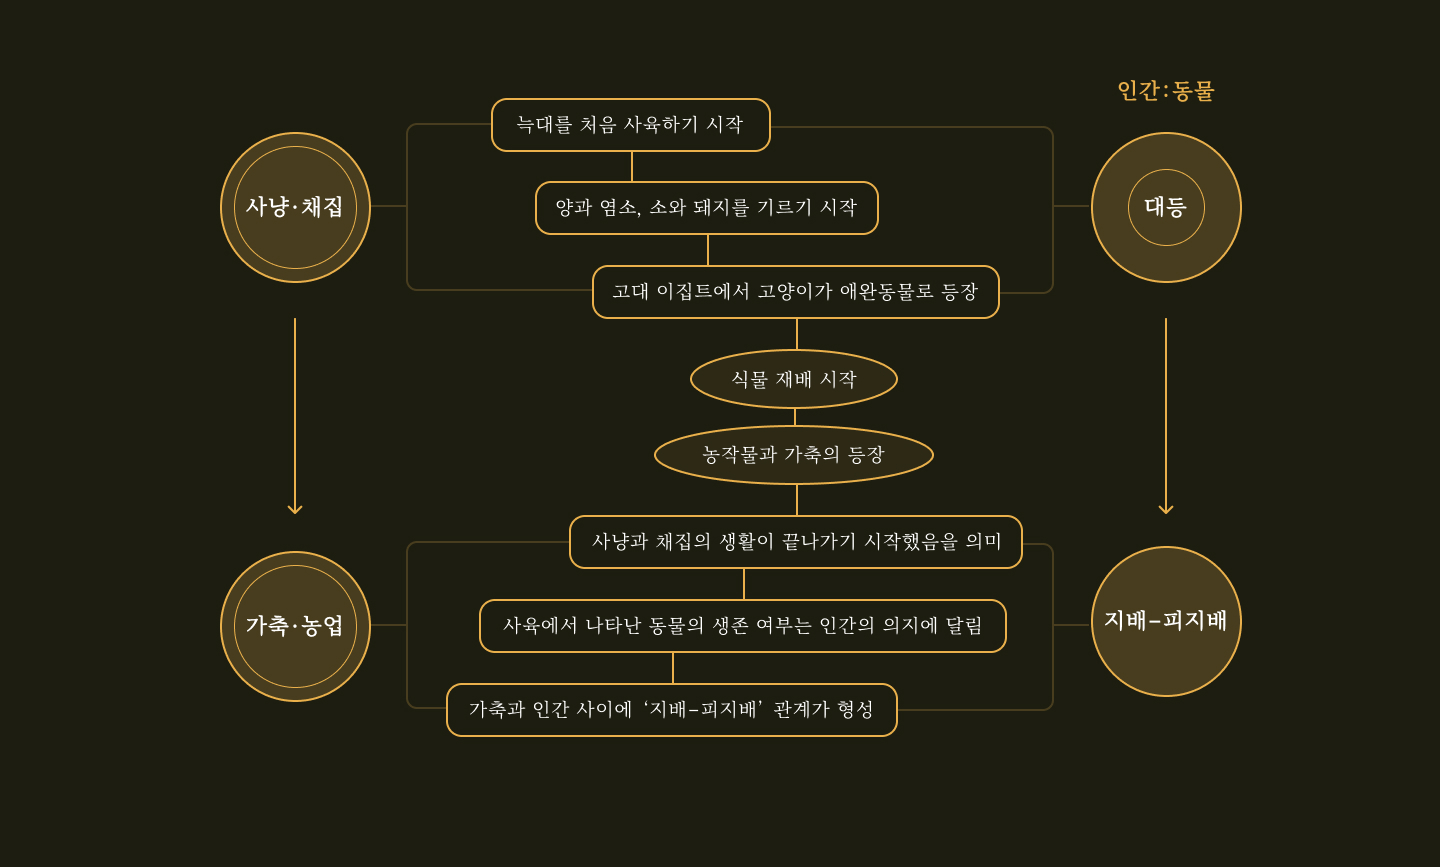 인간:동물
늑대를 처음 사육하기 시작
사냥·채집
양과 염소, 소와 돼지를 기르기 시작
대등
고대 이집트에서 고양이가 애완동물로 등장
식물 재배 시작
농작물과 가축의 등장
사냥과 채집의 생활이 끝나가기 시작했음을 의미
가축·농업
사육에서 나타난 동물의 생존 여부는 인간의 의지에 달림
지배-피지배
가축과 인간 사이에 ‘지배-피지배’ 관계가 형성